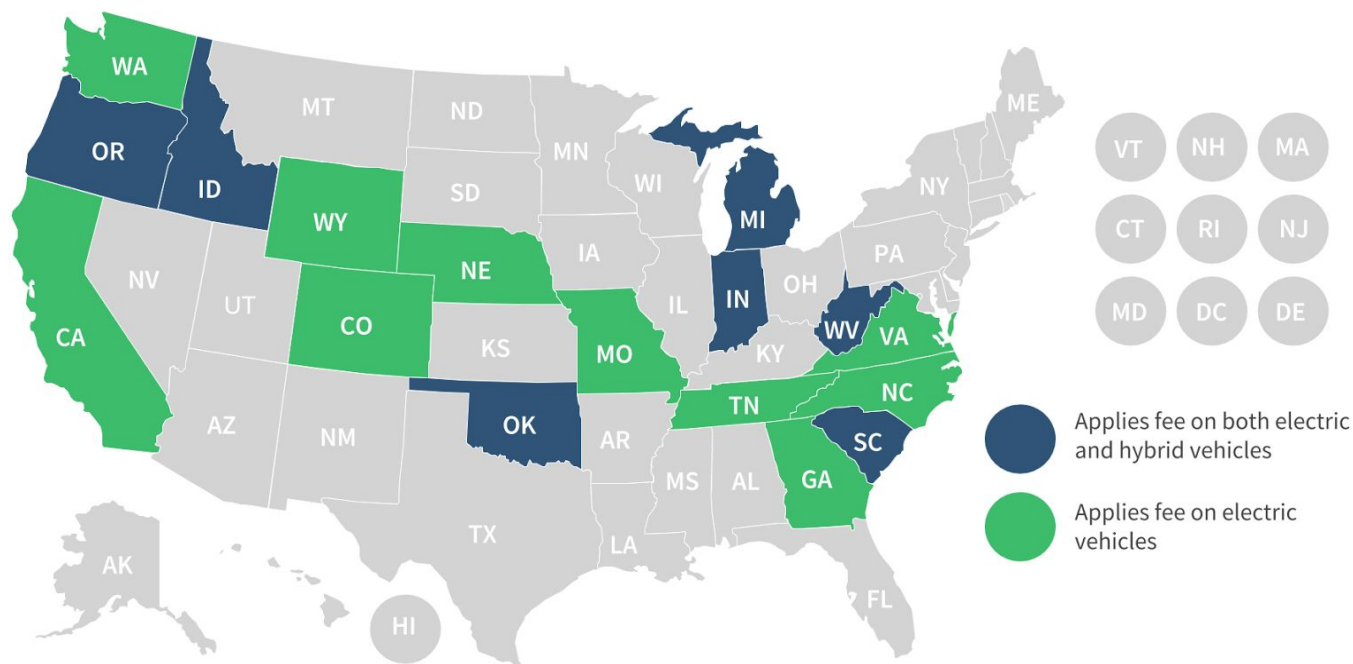 WA
MT
ND
MN
ME
OR
ID
SD
WI
NY
VT
NH
MA
WY
MI
CT
RI
NJ
NV
UT
NE
IA
PA
CA
CO
IL
IN
OH
MD
DC
DE
KS
MO
KY
WV
VA
AZ
NM
OK
AR
TN
NC
SC
MS
AL
GA
TX
LA
FL
AK
HI
Applies fee on both electric
and hybrid vehicles
Applies fee on electric
vehicles